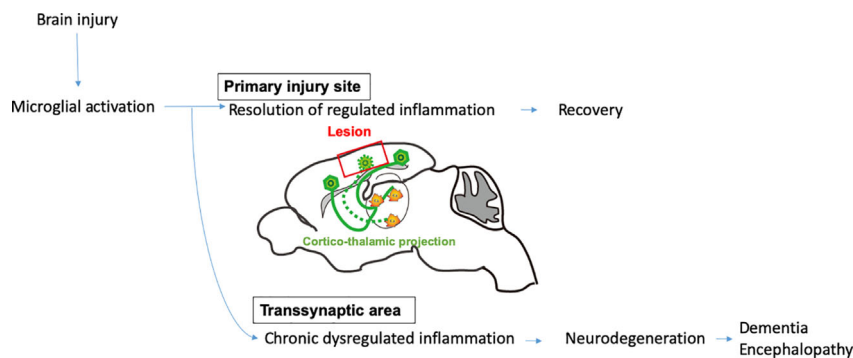 Brain injury
Primary injury site
Microglial activation
Resolution of regulated inflammation
Recovery
Lesion
Cortico-thalamic projection
Transsynaptic area
Chronic dysregulated inflammation
Neurodegeneration
Dementia
Encephalopathy